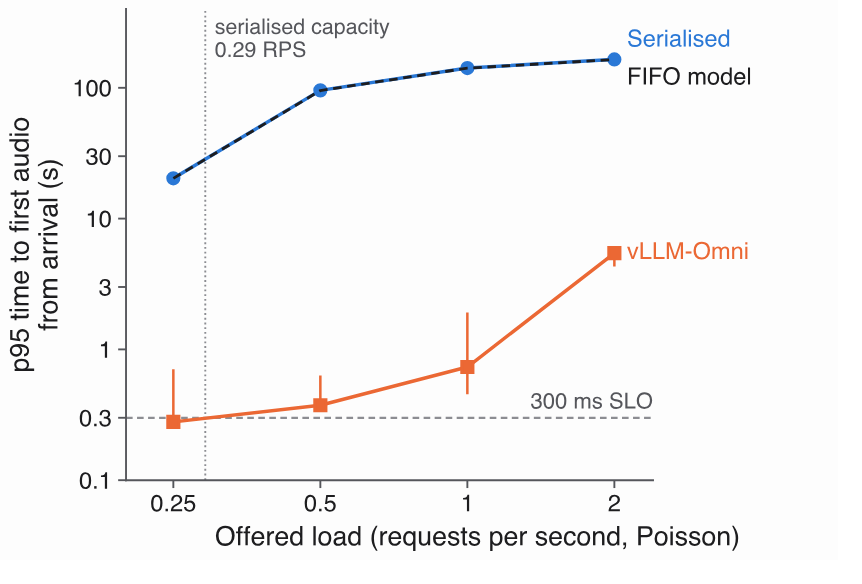 serialised capacity
0.29 RPS
Serialised
FIFO model
100
30
10
3
1
0.3
0.1
p95 time to first audio
from arrival (s)
vLLM-Omni
300 ms SLO
0.25
0.5
1
2
Offered load (requests per second, Poisson)